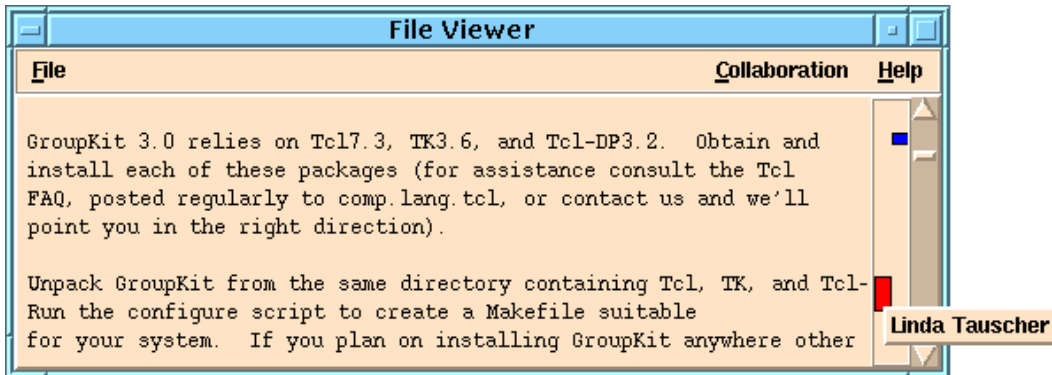 File Viewer
File Collaboration Help
GroupKit 3.0 relies on Tcl7.3, TK3.6, and Tcl-DP3.2.  Obtain and
install each of these packages (for assistance consult the Tcl
FAQ, posted regularly to comp.lang.tcl, or contact us and we'll
point you in the right direction).
Unpack GroupKit from the same directory containing Tcl, TK, and Tcl-
Run the configure script to create a Makefile suitable
for your system.  If you plan on installing GroupKit anywhere other
Linda Tauscher